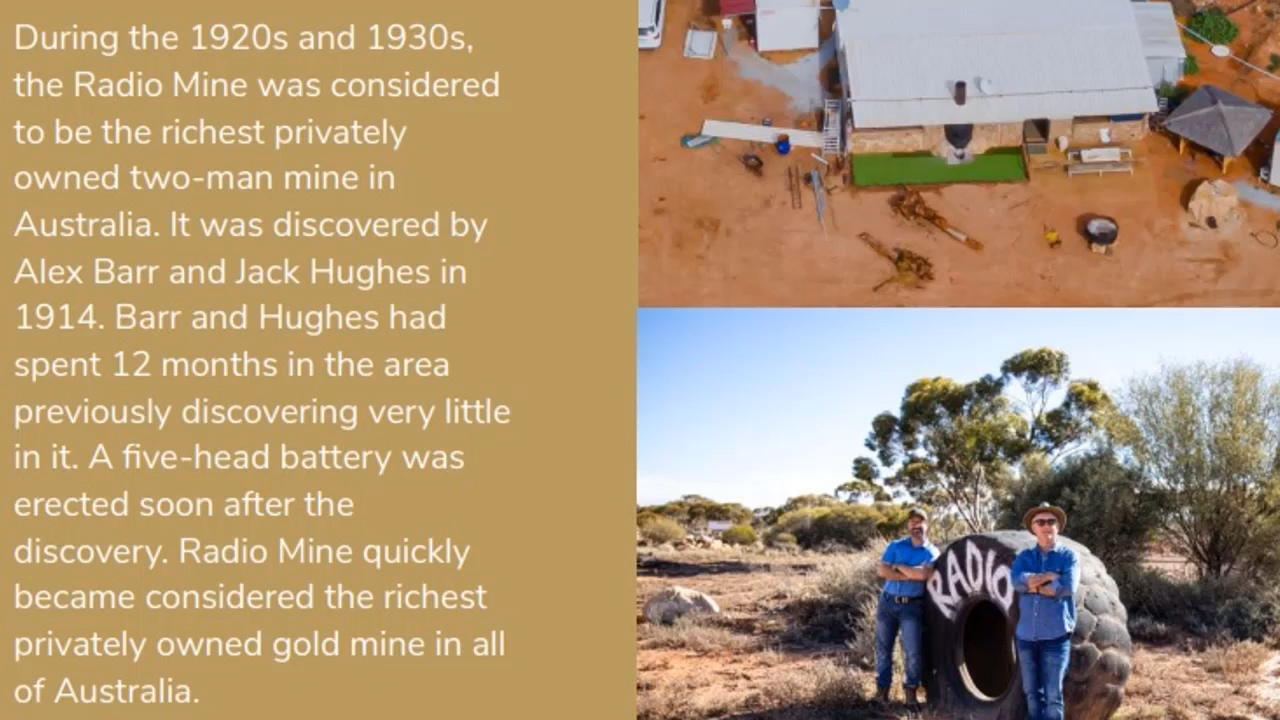 During the 1920s and 1930s,
the Radio Mine was considered
to be the richest privately
owned two-man mine in
Australia. It was discovered by
Alex Barr and Jack Hughes in
1914. Barr and Hughes had
spent 12 months in the area
previously discovering very little
in it. A five-head battery was
erected soon after the
discovery. Radio Mine quickly
became considered the richest
privately owned gold mine in all
of Australia.
RADIO